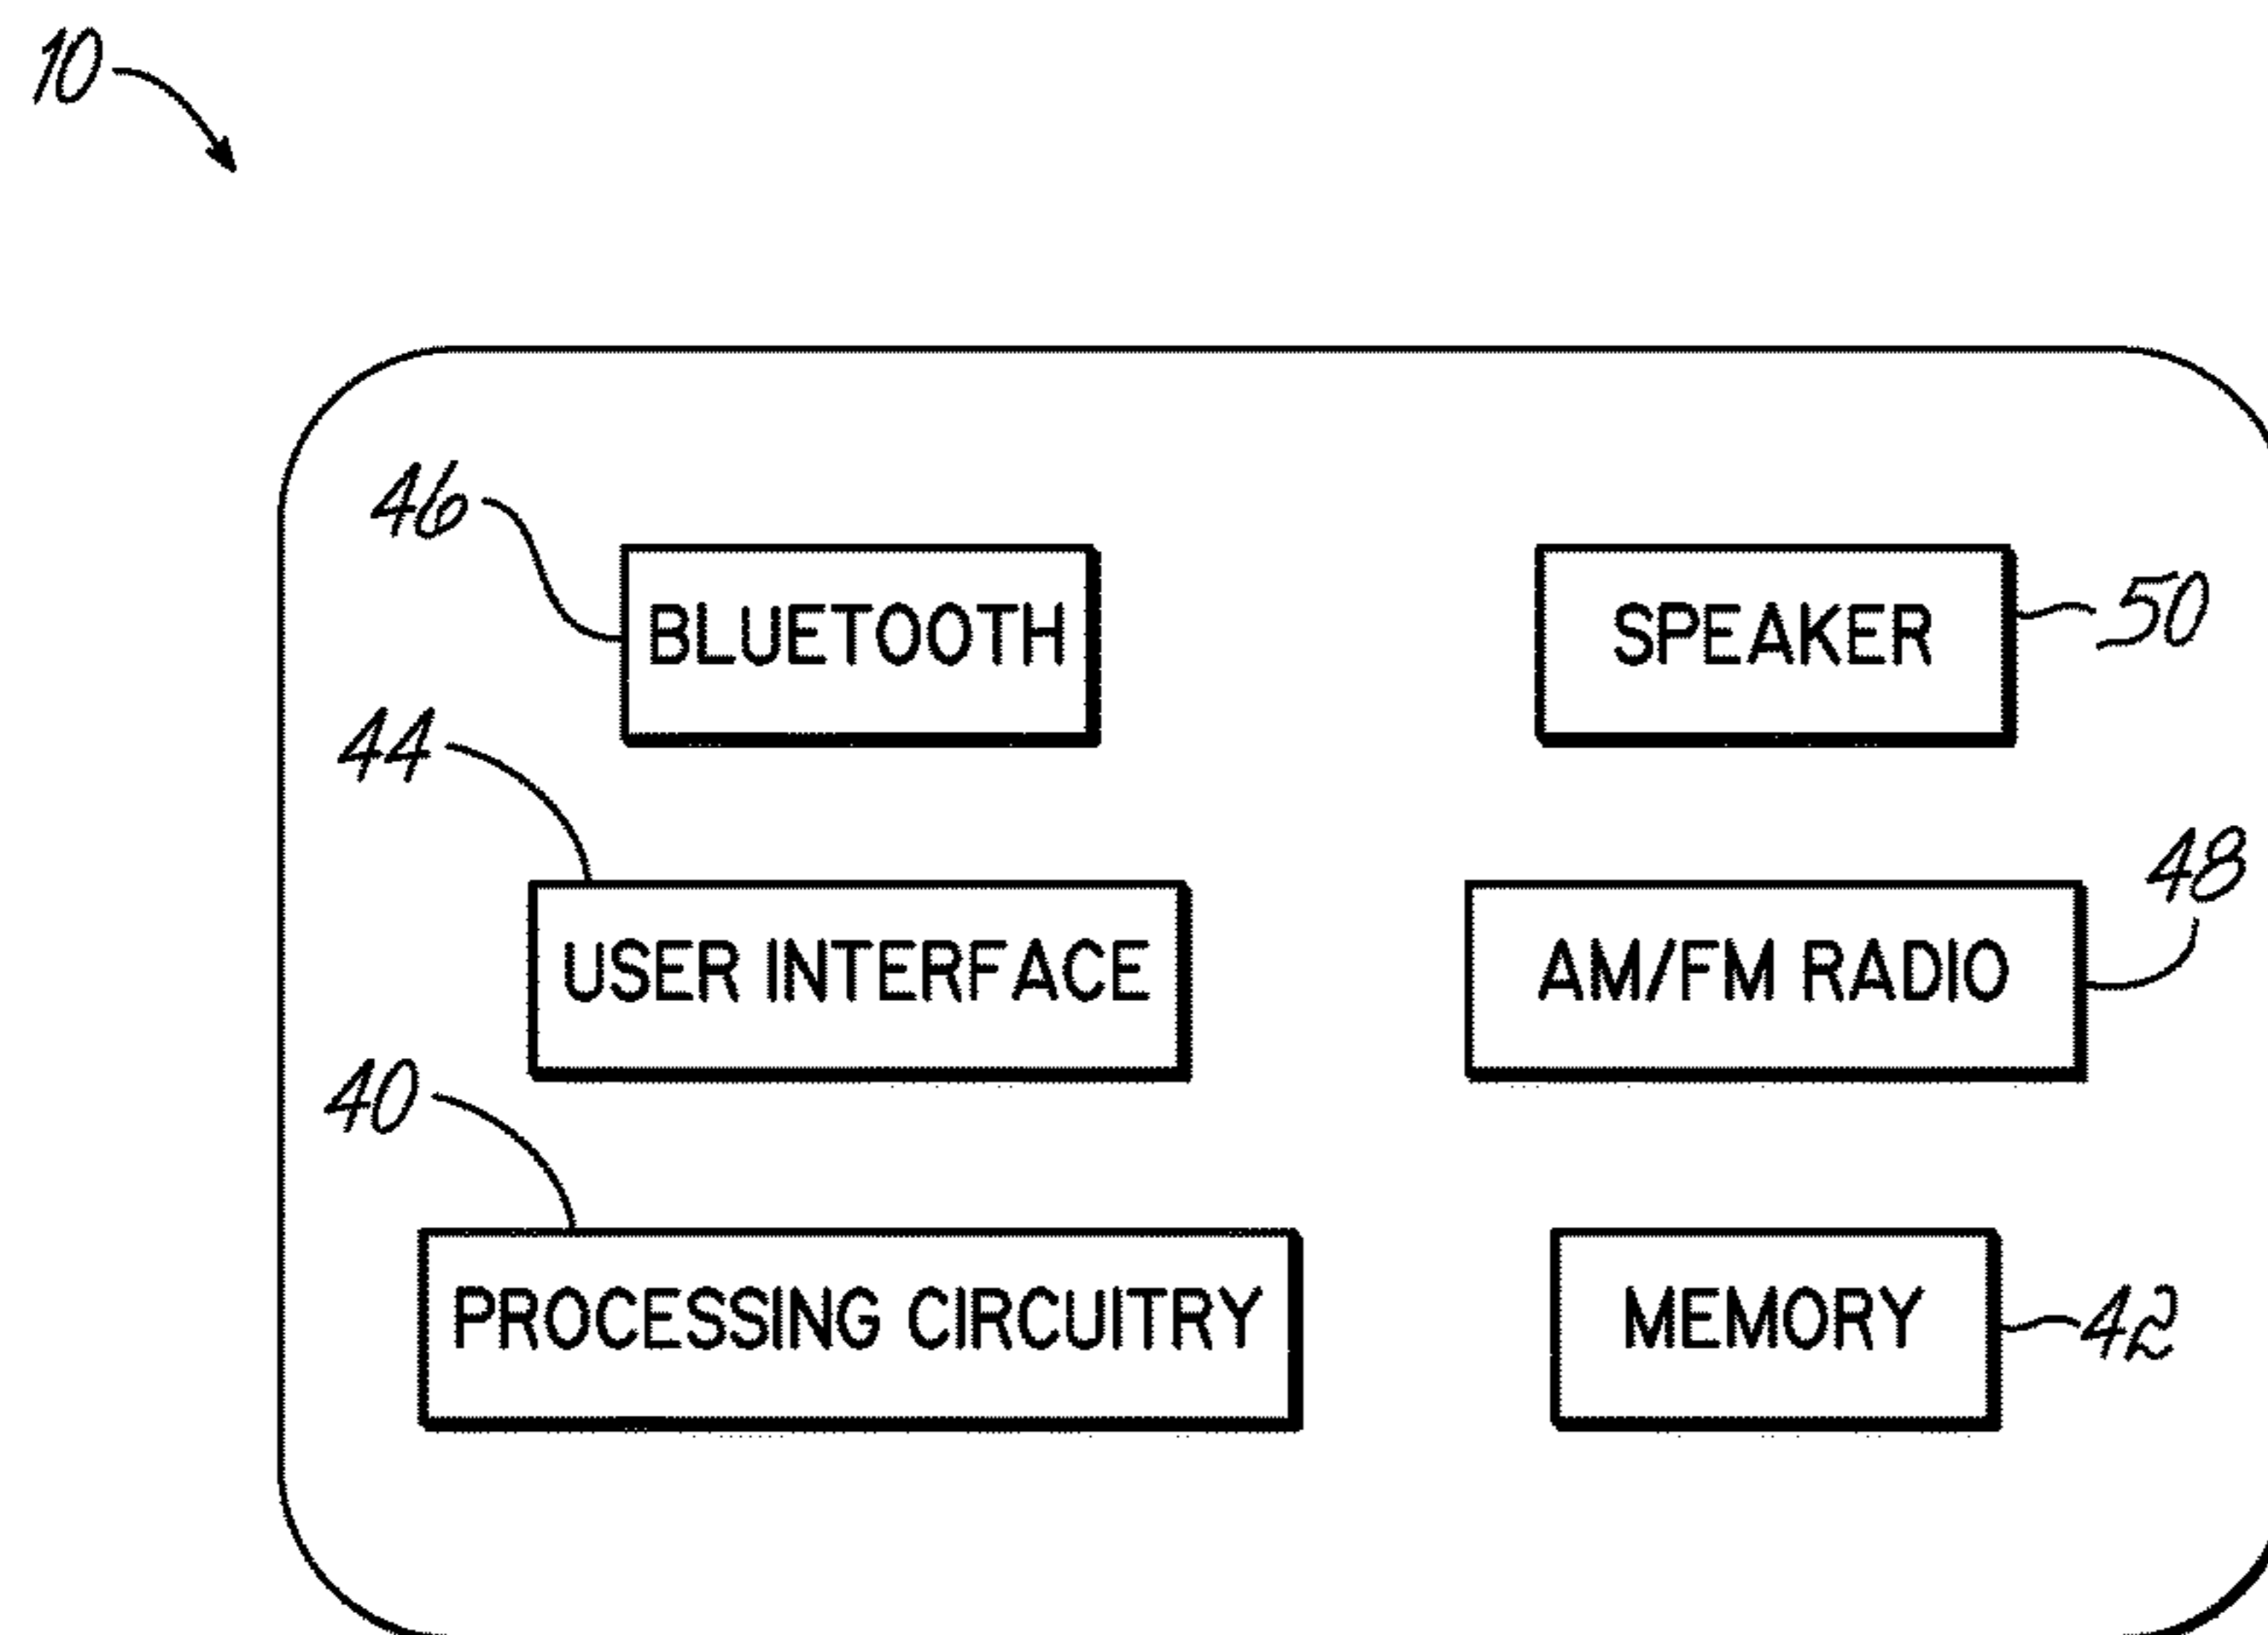 10
46
BLUETOOTH
SPEAKER
50
44
USER INTERFACE
AM/FM RADIO
48
40
PROCESSING CIRCUITRY
MEMORY
42